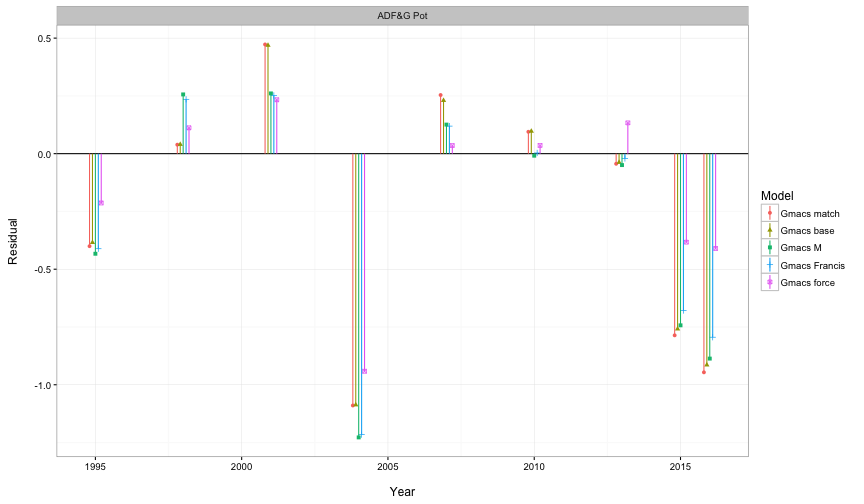 ADF&G Pot
0.5
0.0
-0.5
-1.0
Residual
1995
2000
2005
2010
2015
Year
Model
Gmacs match
Gmacs base
Gmacs M
Gmacs Francis
Gmacs force